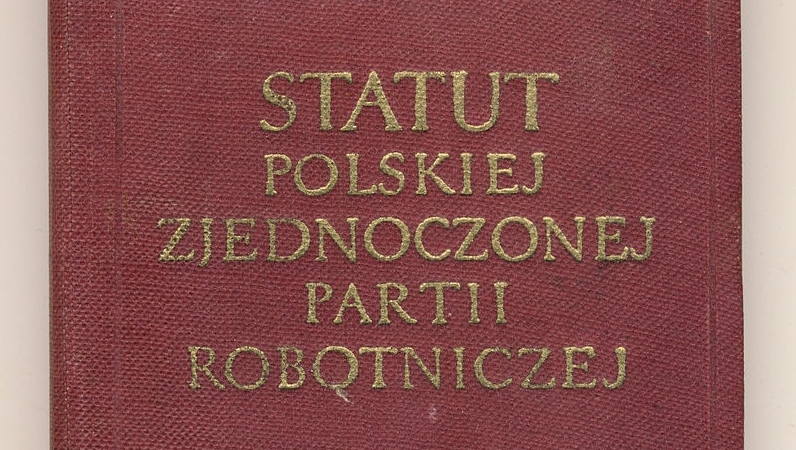 STATUT
POLSKIEJ
ZJEDNOCZONEJ
PARTII
ROBOTNICZEJ